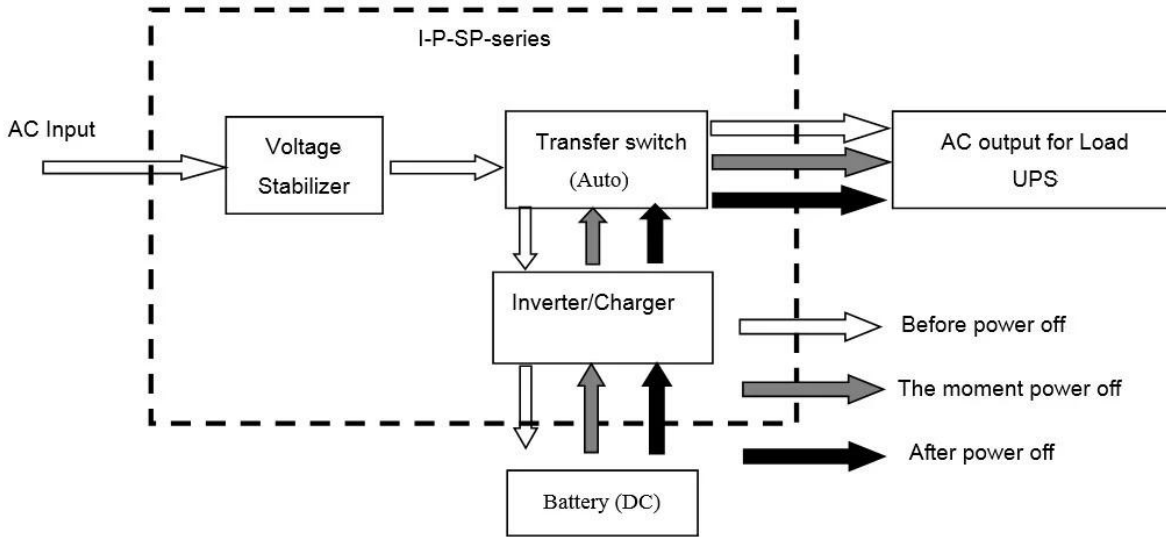 I-P-SP-series
AC Input
Voltage
Stabilizer
Transfer switch
(Auto)
AC output for Load
UPS
Inverter/Charger
Before power off
The moment power off
After power off
Battery (DC)